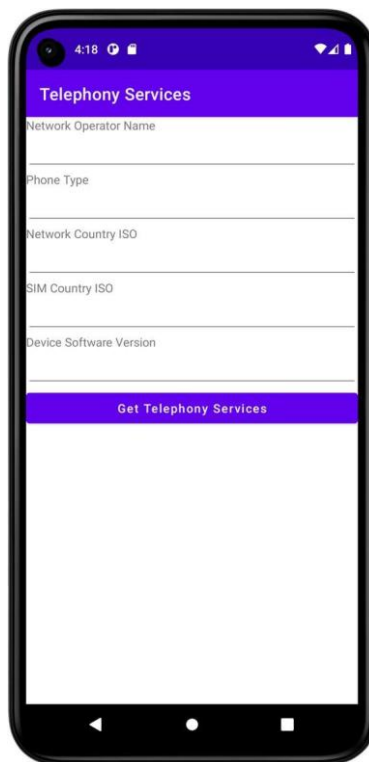 4:18
Telephony Services
Network Operator Name
Phone Type
Network Country ISO
SIM Country ISO
Device Software Version
Get Telephony Services